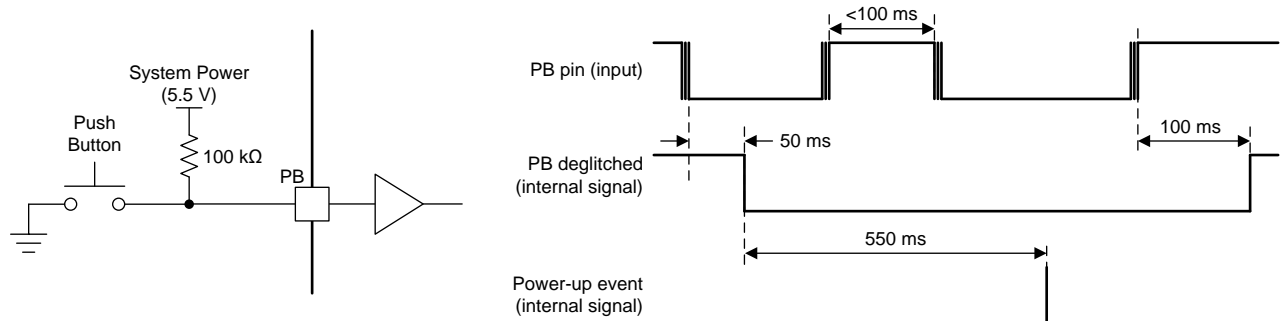 System Power
(5.5 V)
Push
Button
100 kΩ
PB
<100 ms
PB pin (input)
50 ms
100 ms
PB deglitched
(internal signal)
550 ms
Power-up event
(internal signal)